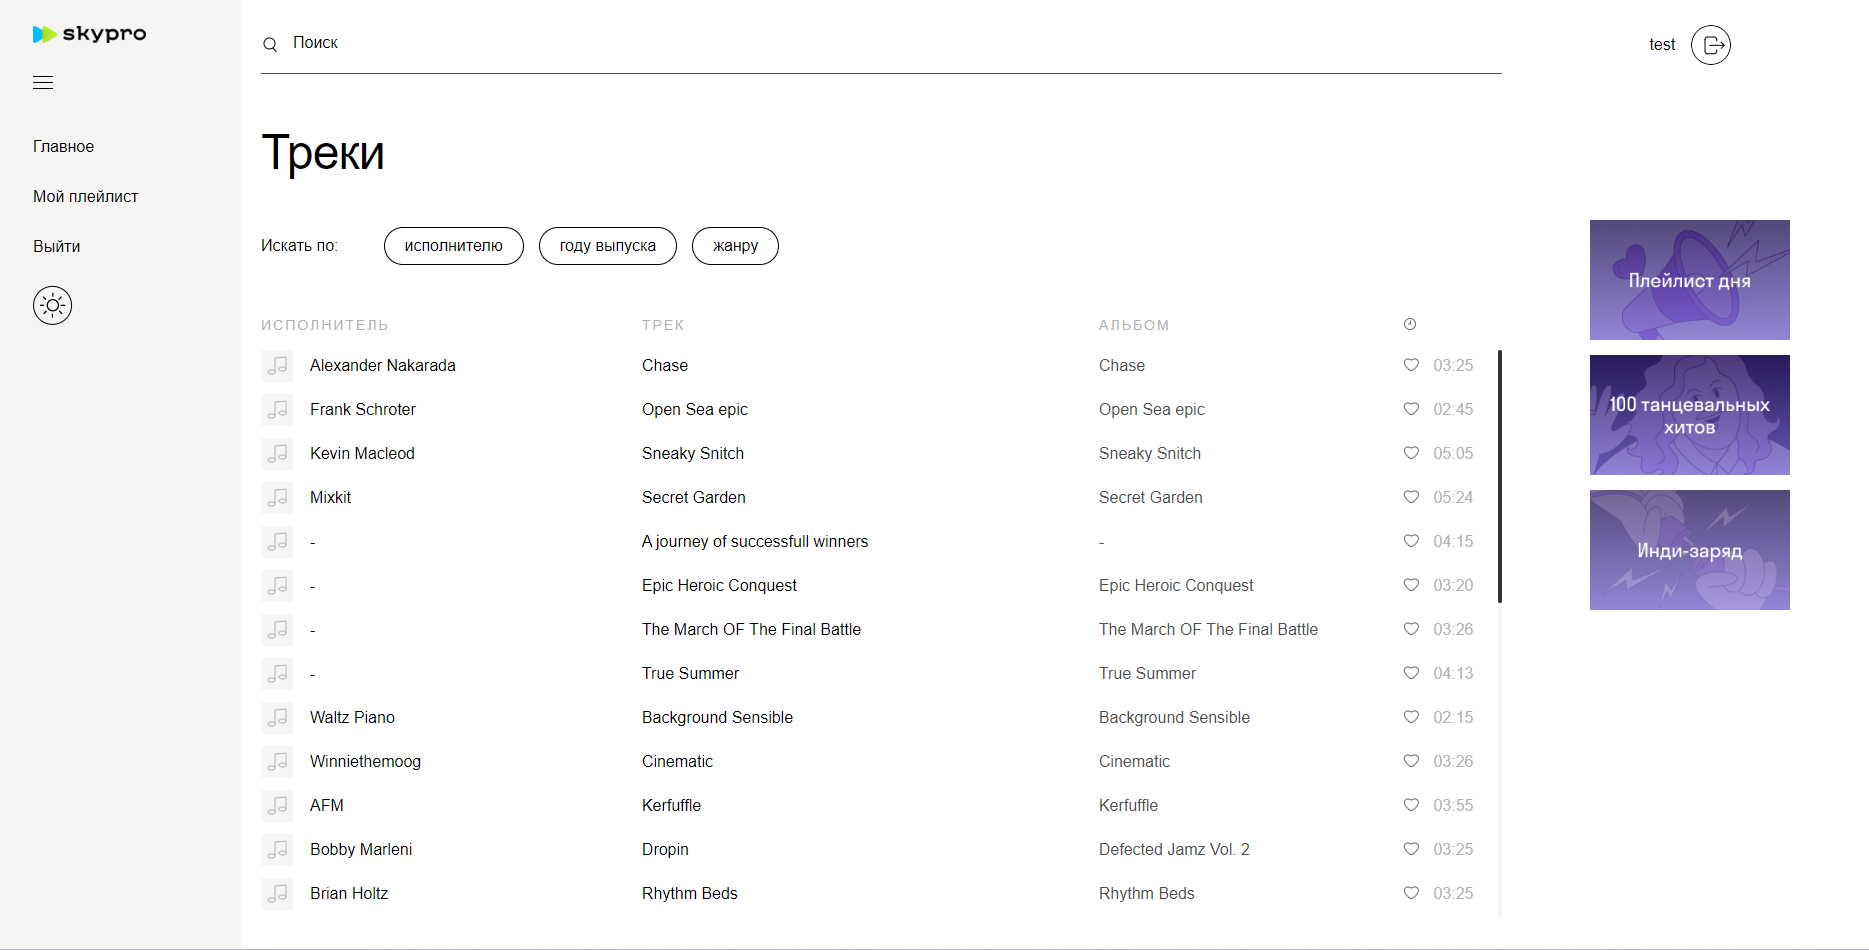 skypro
Поиск
test
Главное
Мой плейлист
Выйти
Треки
Искать по: исполнителю году выпуска жанру
ИСПОЛНИТЕЛЬ ТРЕК АЛЬБОМ
Alexander Nakarada Chase Chase 03:25
Frank Schroter Open Sea epic Open Sea epic 02:45
Kevin Macleod Sneaky Snitch Sneaky Snitch 05:05
Mixkit Secret Garden Secret Garden 05:24
- A journey of successfull winners - 04:15
- Epic Heroic Conquest Epic Heroic Conquest 03:20
- The March OF The Final Battle The March OF The Final Battle 03:26
- True Summer True Summer 04:13
Waltz Piano Background Sensible Background Sensible 02:15
Winniethemoog Cinematic Cinematic 03:26
AFM Kerfuffle Kerfuffle 03:55
Bobby Marleni Dropin Defected Jamz Vol. 2 03:25
Brian Holtz Rhythm Beds Rhythm Beds 03:25
Плейлист дня
100 танцевальных
хитов
Инди-заряд